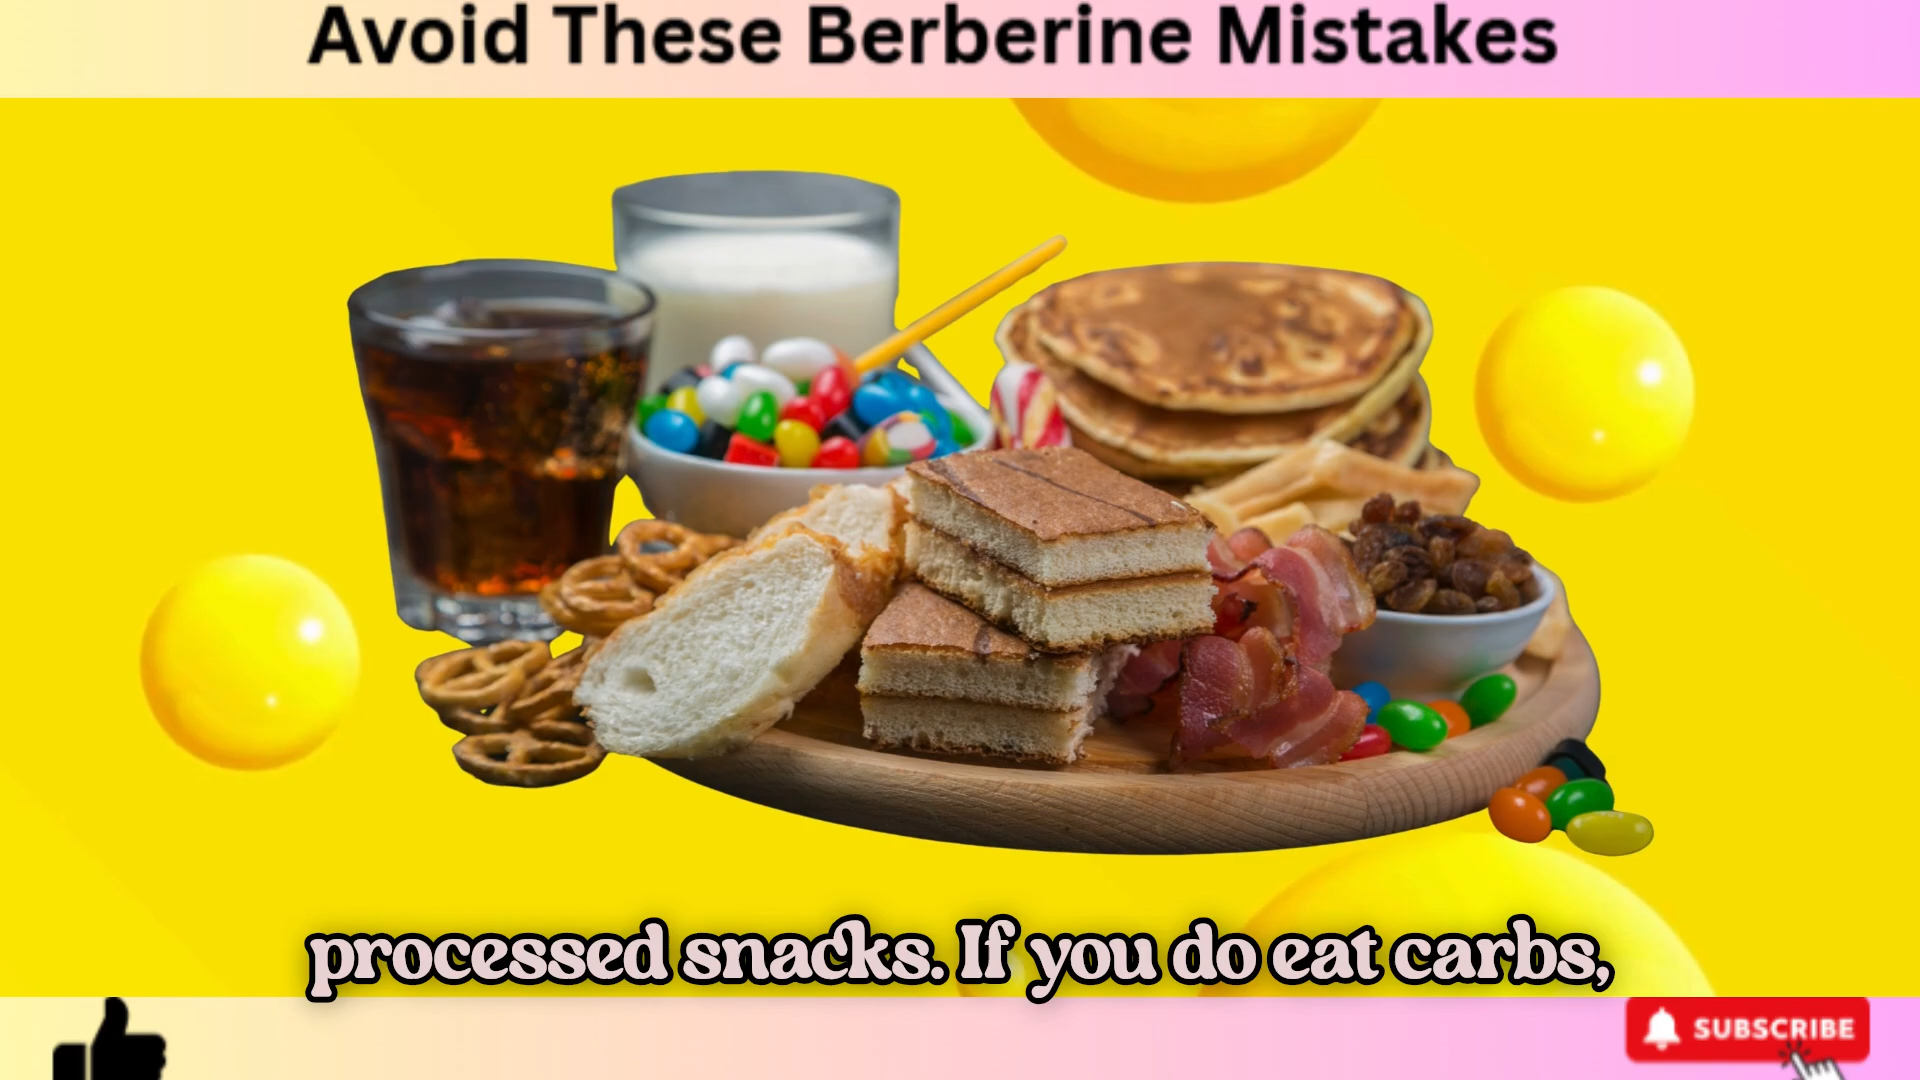 Avoid These Berberine Mistakes
processed snacks. If you do eat carbs,
SUBSCRIBE